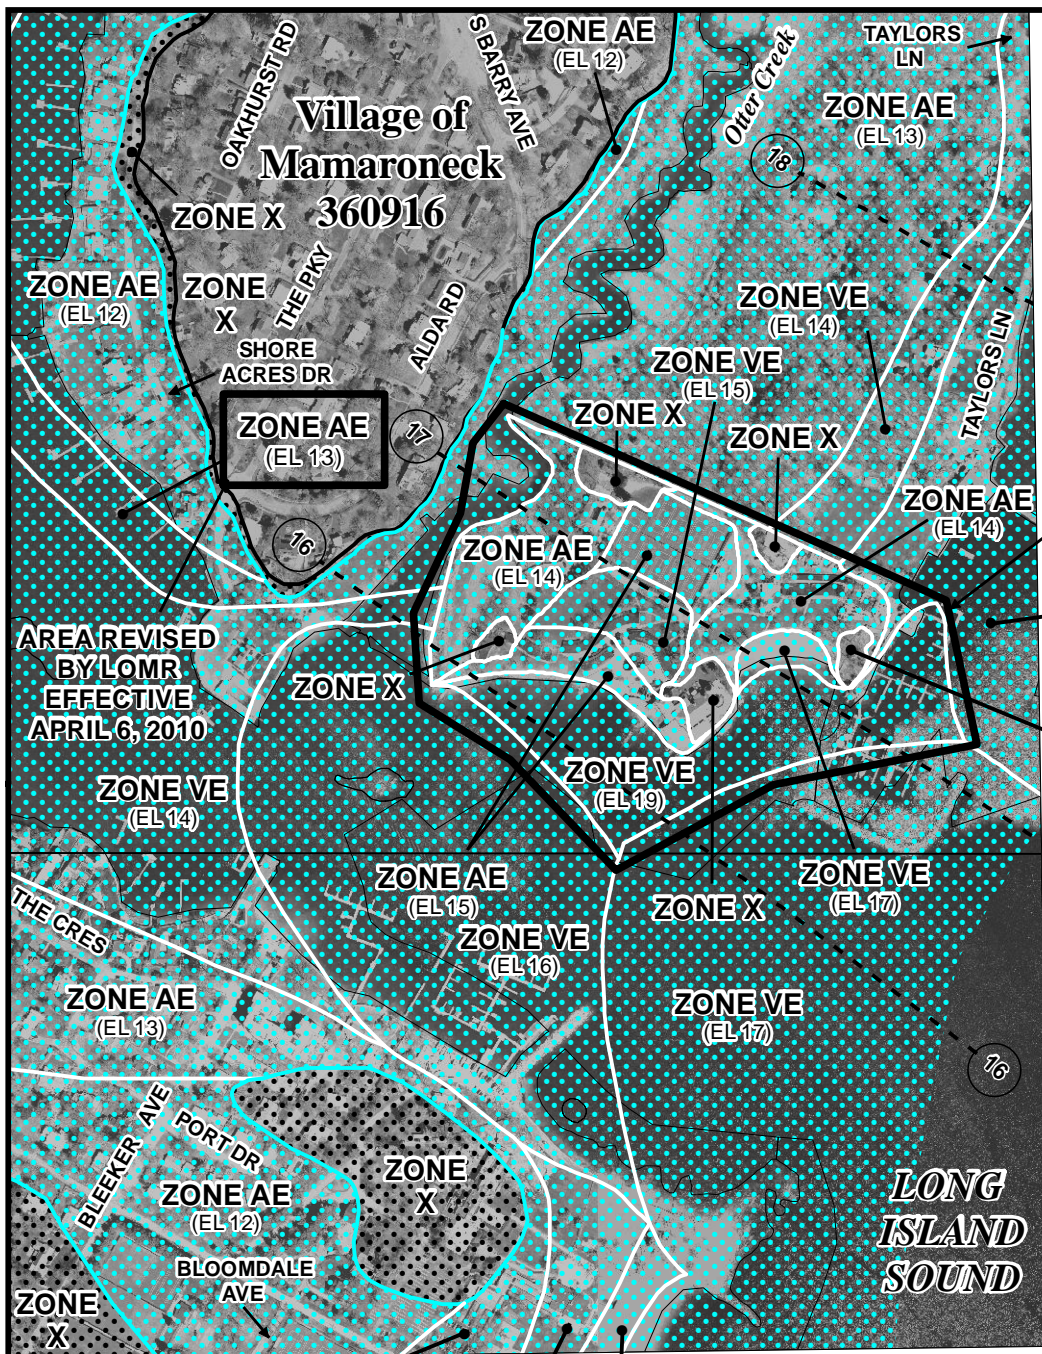 OAKHURST RD
S BARRY AVE
ZONE AE
(EL 12)
Otter Creek
TAYLORS
LN
ZONE AE
(EL 13)
Village of
Mamaroneck
360916
18
ZONE X
ZONE AE
(EL 12)
ZONE
X
THE PKY
ALDA RD
ZONE VE
(EL 14)
TAYLORS LN
SHORE
ACRES DR
ZONE VE
(EL 15)
ZONE X
ZONE X
ZONE AE
(EL 13)
17
ZONE AE
(EL 14)
16
ZONE AE
(EL 14)
AREA REVISED
BY LOMR
EFFECTIVE
APRIL 6, 2010
ZONE X
ZONE VE
(EL 19)
ZONE VE
(EL 14)
ZONE AE
(EL 15)
ZONE X
ZONE VE
(EL 17)
THE CRES
ZONE VE
(EL 16)
ZONE AE
(EL 13)
ZONE VE
(EL 17)
16
BLEEKER AVE
PORT DR
ZONE
X
ZONE AE
(EL 12)
LONG
ISLAND
SOUND
BLOOMDALE
AVE
ZONE
X